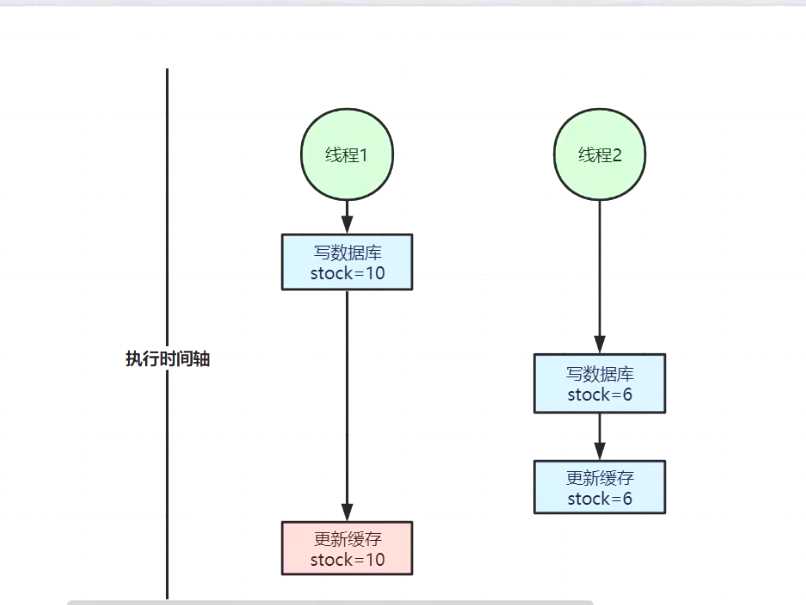 线程1
线程2
写数据库
stock=10
执行时间轴
写数据库
stock=6
更新缓存
stock=6
更新缓存
stock=10